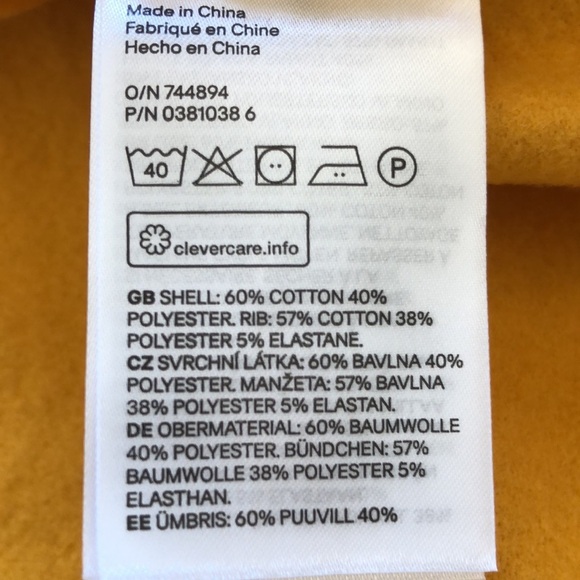 Made in China
Fabriqué en Chine
Hecho en China
O/N 744894
P/N 0381038 6
40 P
clevercare.info
GB SHELL: 60% COTTON 40%
POLYESTER. RIB: 57% COTTON 38%
POLYESTER 5% ELASTANE.
CZ SVRCHNÍ LÁTKA: 60% BAVLNA 40%
POLYESTER. MANŽETA: 57% BAVLNA
38% POLYESTER 5% ELASTAN.
DE OBERMATERIAL: 60% BAUMWOLLE
40% POLYESTER. BÜNDCHEN: 57%
BAUMWOLLE 38% POLYESTER 5%
ELASTHAN.
EE ÜMBRIS: 60% PUUVILL 40%